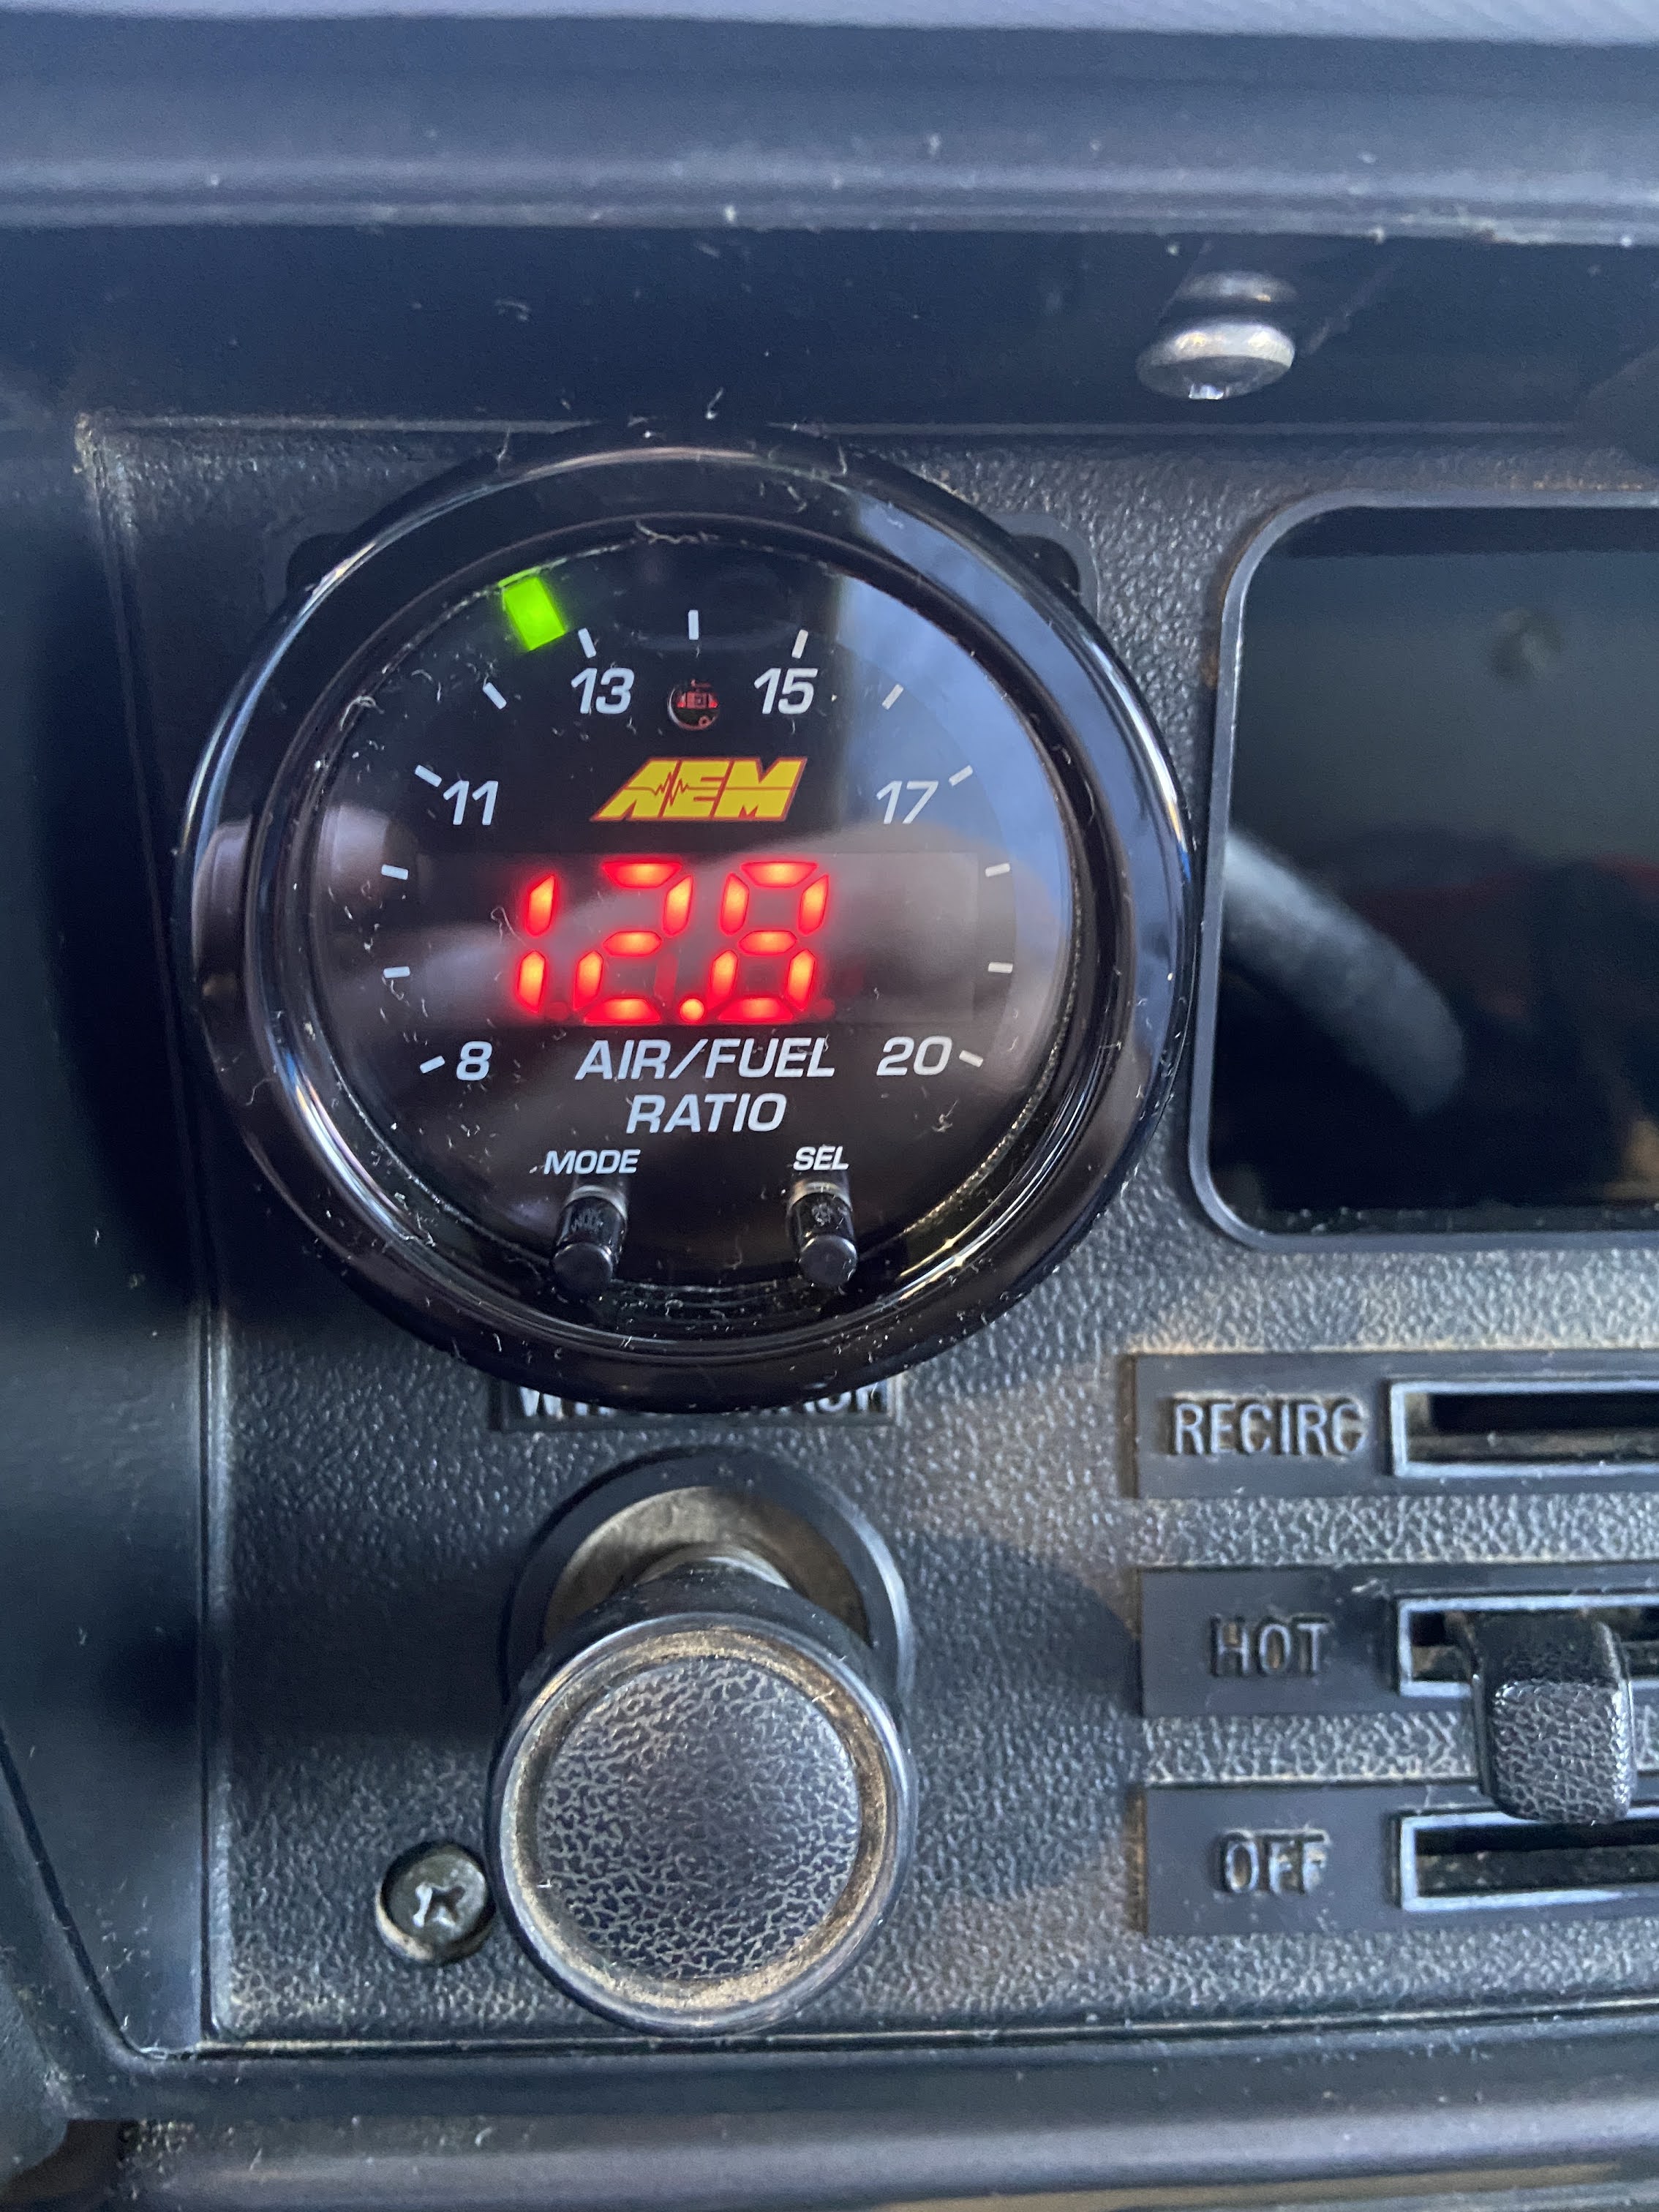 13 15
AEM
11 17
12.8
8 AIR/FUEL 20
RATIO
MODE SEL
RECIRC
HOT
OFF